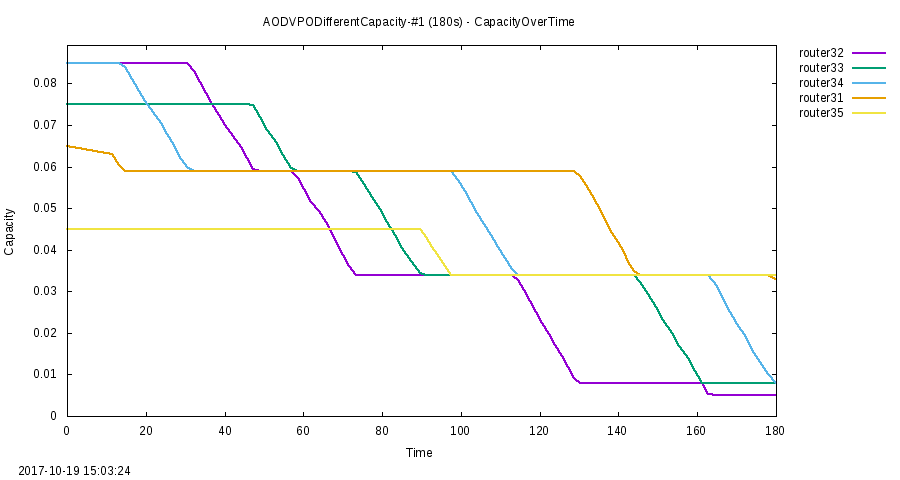 AODVPODifferentCapacity-#1 (180s) - CapacityOverTime
router32
router33
router34
router31
router35
Capacity
0.08
0.07
0.06
0.05
0.04
0.03
0.02
0.01
0
0 20 40 60 80 100 120 140 160 180
Time
2017-10-19 15:03:24